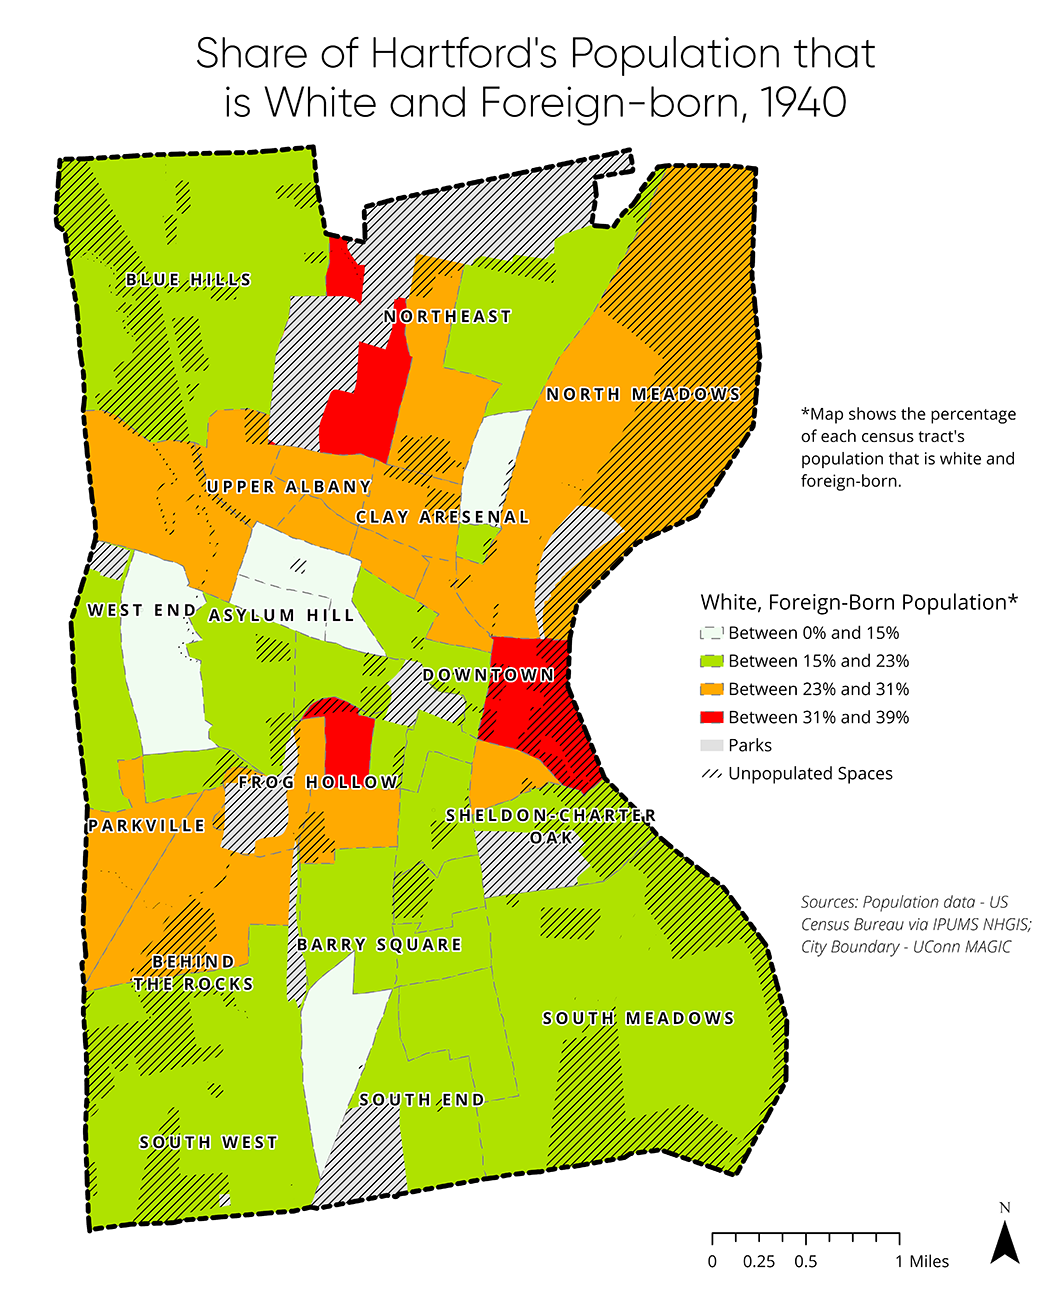 Share of Hartford's Population that
is White and Foreign-born, 1940
BLUE HILLS
NORTHEAST
NORTH MEADOWS
*Map shows the percentage
of each census tract's
population that is white and
foreign-born.
UPPER ALBANY
CLAY ARESENAL
WEST END
ASYLUM HILL
White, Foreign-Born Population*
Between 0% and 15%
Between 15% and 23%
Between 23% and 31%
Between 31% and 39%
Parks
Unpopulated Spaces
DOWNTOWN
FROG HOLLOW
PARKVILLE
SHELDON-CHARTER
OAK
Sources: Population data - US
Census Bureau via IPUMS NHGIS;
City Boundary - UConn MAGIC
BARRY SQUARE
BEHIND
THE ROCKS
SOUTH MEADOWS
SOUTH END
SOUTH WEST
N
0 0.25 0.5 1 Miles